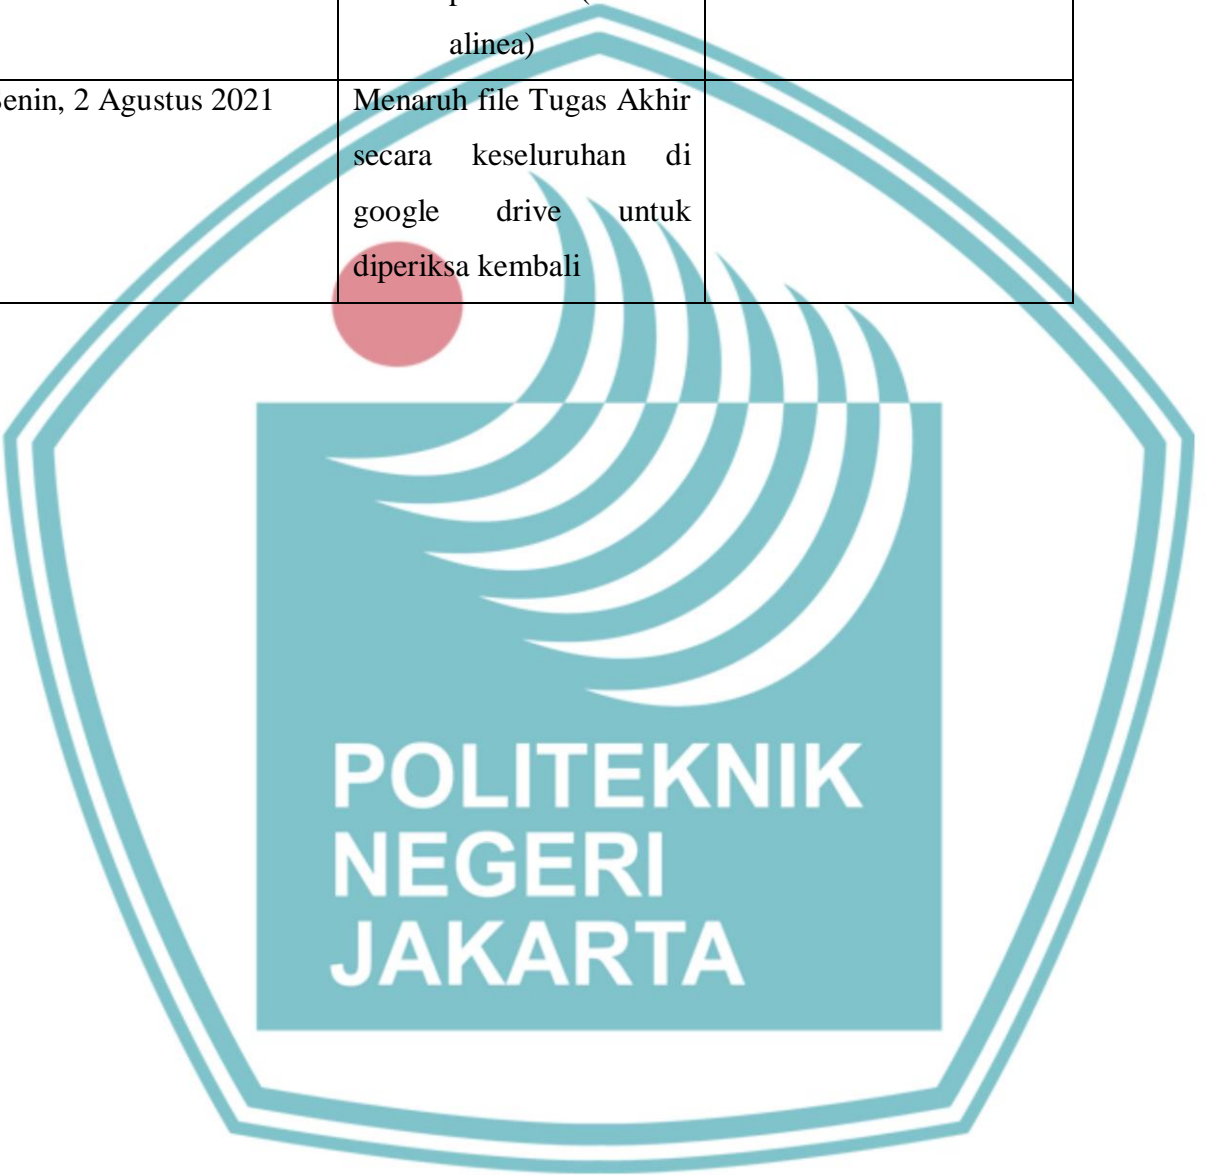 alinea)
enin, 2 Agustus 2021
Menaruh file Tugas Akhir
secara keseluruhan di
google drive untuk
diperiksa kembali
POLITEKNIK
NEGERI
JAKARTA